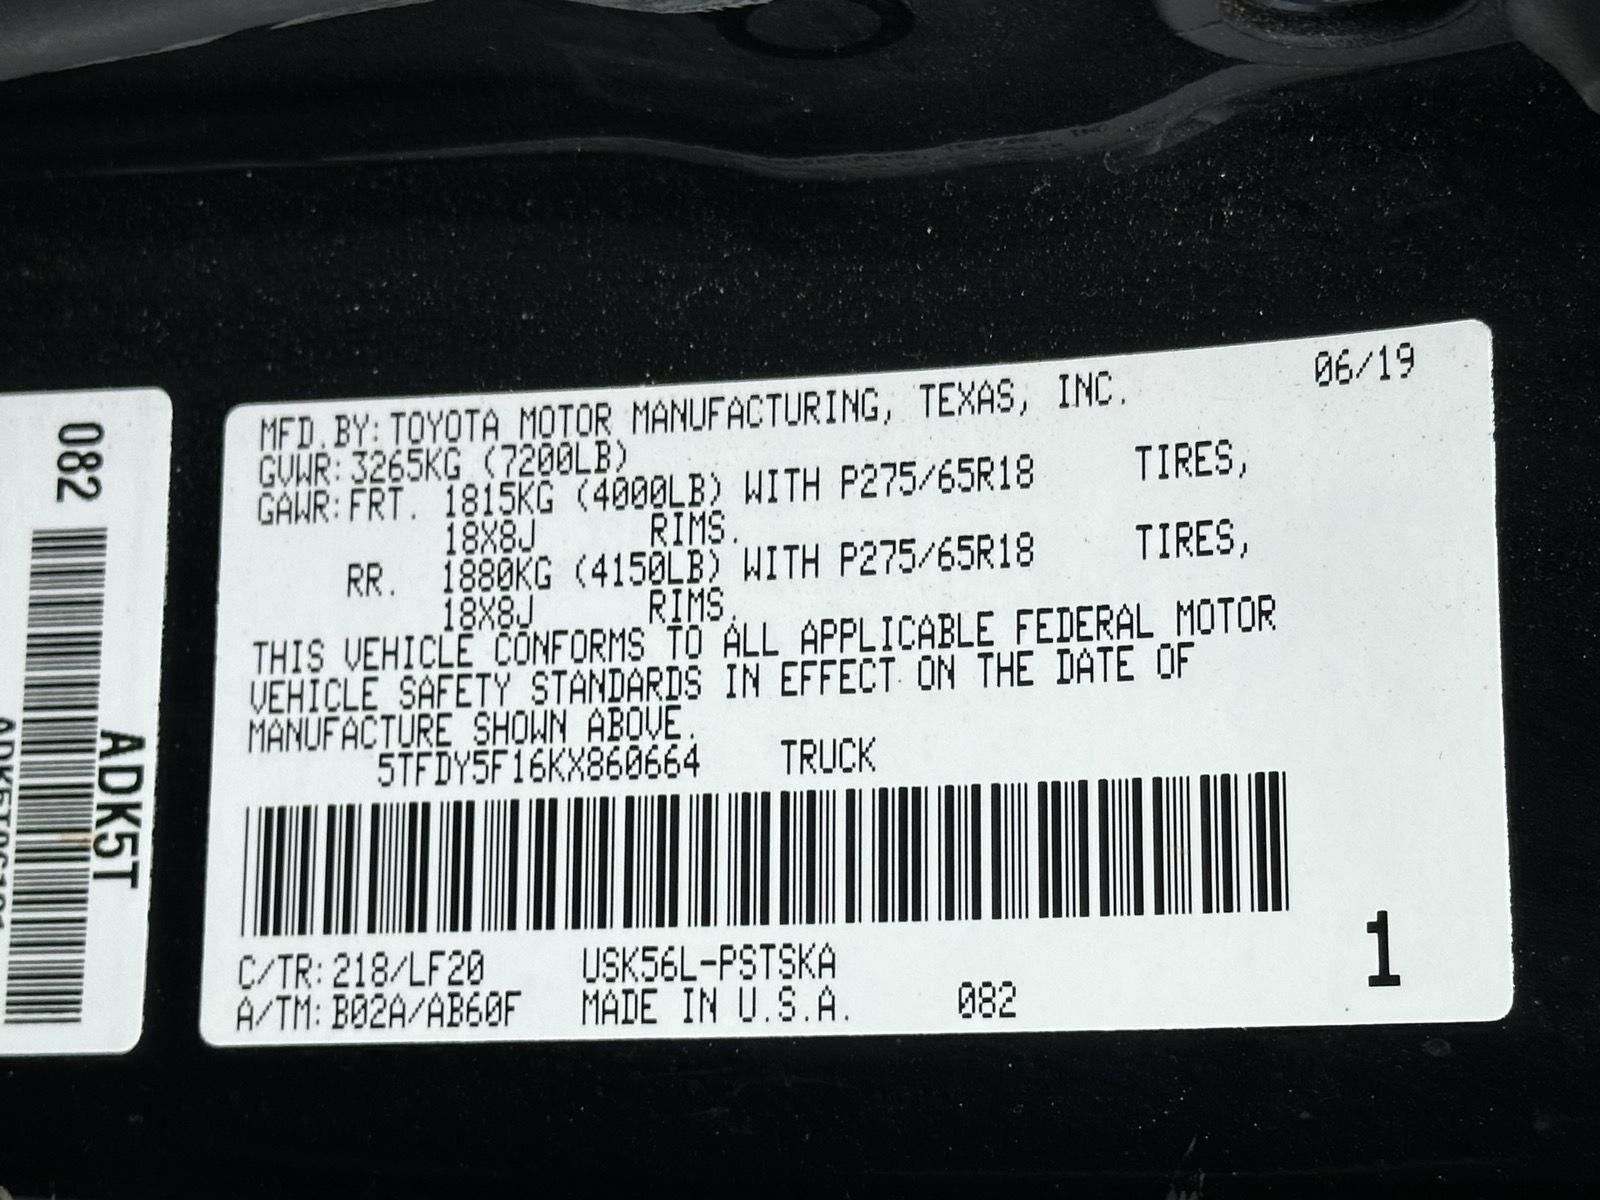 MFD.BY:TOYOTA MOTOR MANUFACTURING, TEXAS, INC. 06/19
GVWR:3265KG (7200LB)
GAWR:FRT. 1815KG (4000LB) WITH P275/65R18 TIRES,
18X8J RIMS.
RR. 1880KG (4150LB) WITH P275/65R18 TIRES,
18X8J RIMS.
THIS VEHICLE CONFORMS TO ALL APPLICABLE FEDERAL MOTOR
VEHICLE SAFETY STANDARDS IN EFFECT ON THE DATE OF
MANUFACTURE SHOWN ABOVE.
5TFDY5F16KX860664 TRUCK
C/TR:218/LF20 USK56L-PSTSKA
A/TM:B02A/AB60F MADE IN U.S.A. 082
1
082
ADK5T